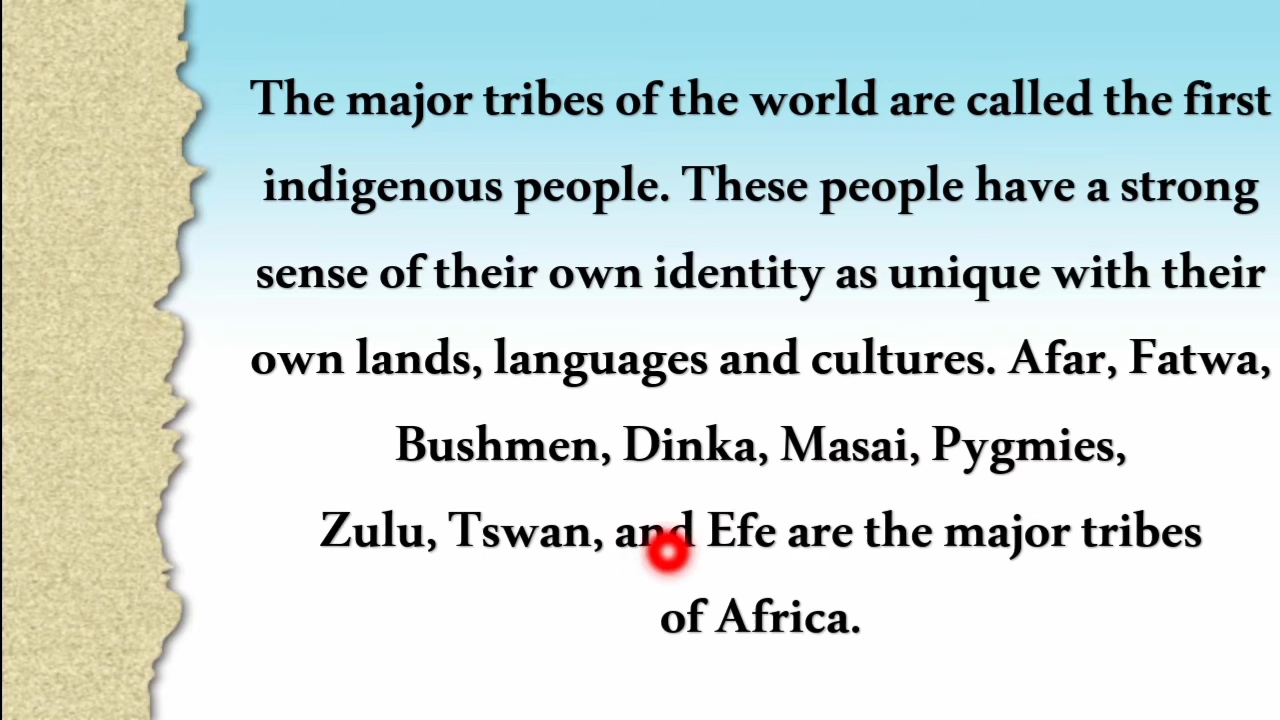 The major tribes of the world are called the first
indigenous people. These people have a strong
sense of their own identity as unique with their
own lands, languages and cultures. Afar, Fatwa,
Bushmen, Dinka, Masai, Pygmies,
Zulu, Tswan, and Efe are the major tribes
of Africa.